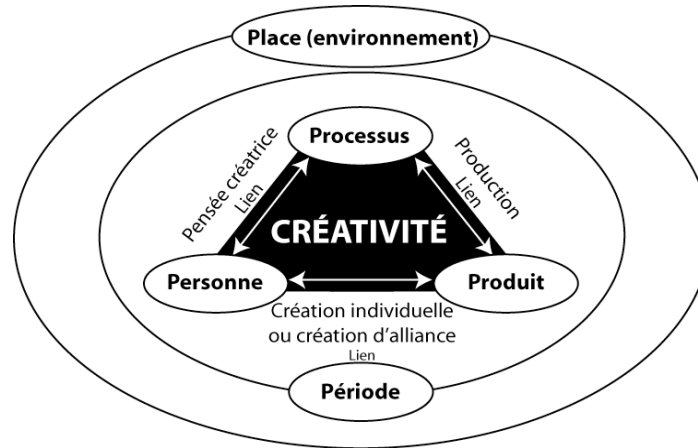 Place (environnement)
Processus
Pensée créatrice
Lien
Production
Lien
CRÉATIVITÉ
Personne
Produit
Création individuelle
ou création d'alliance
Lien
Période